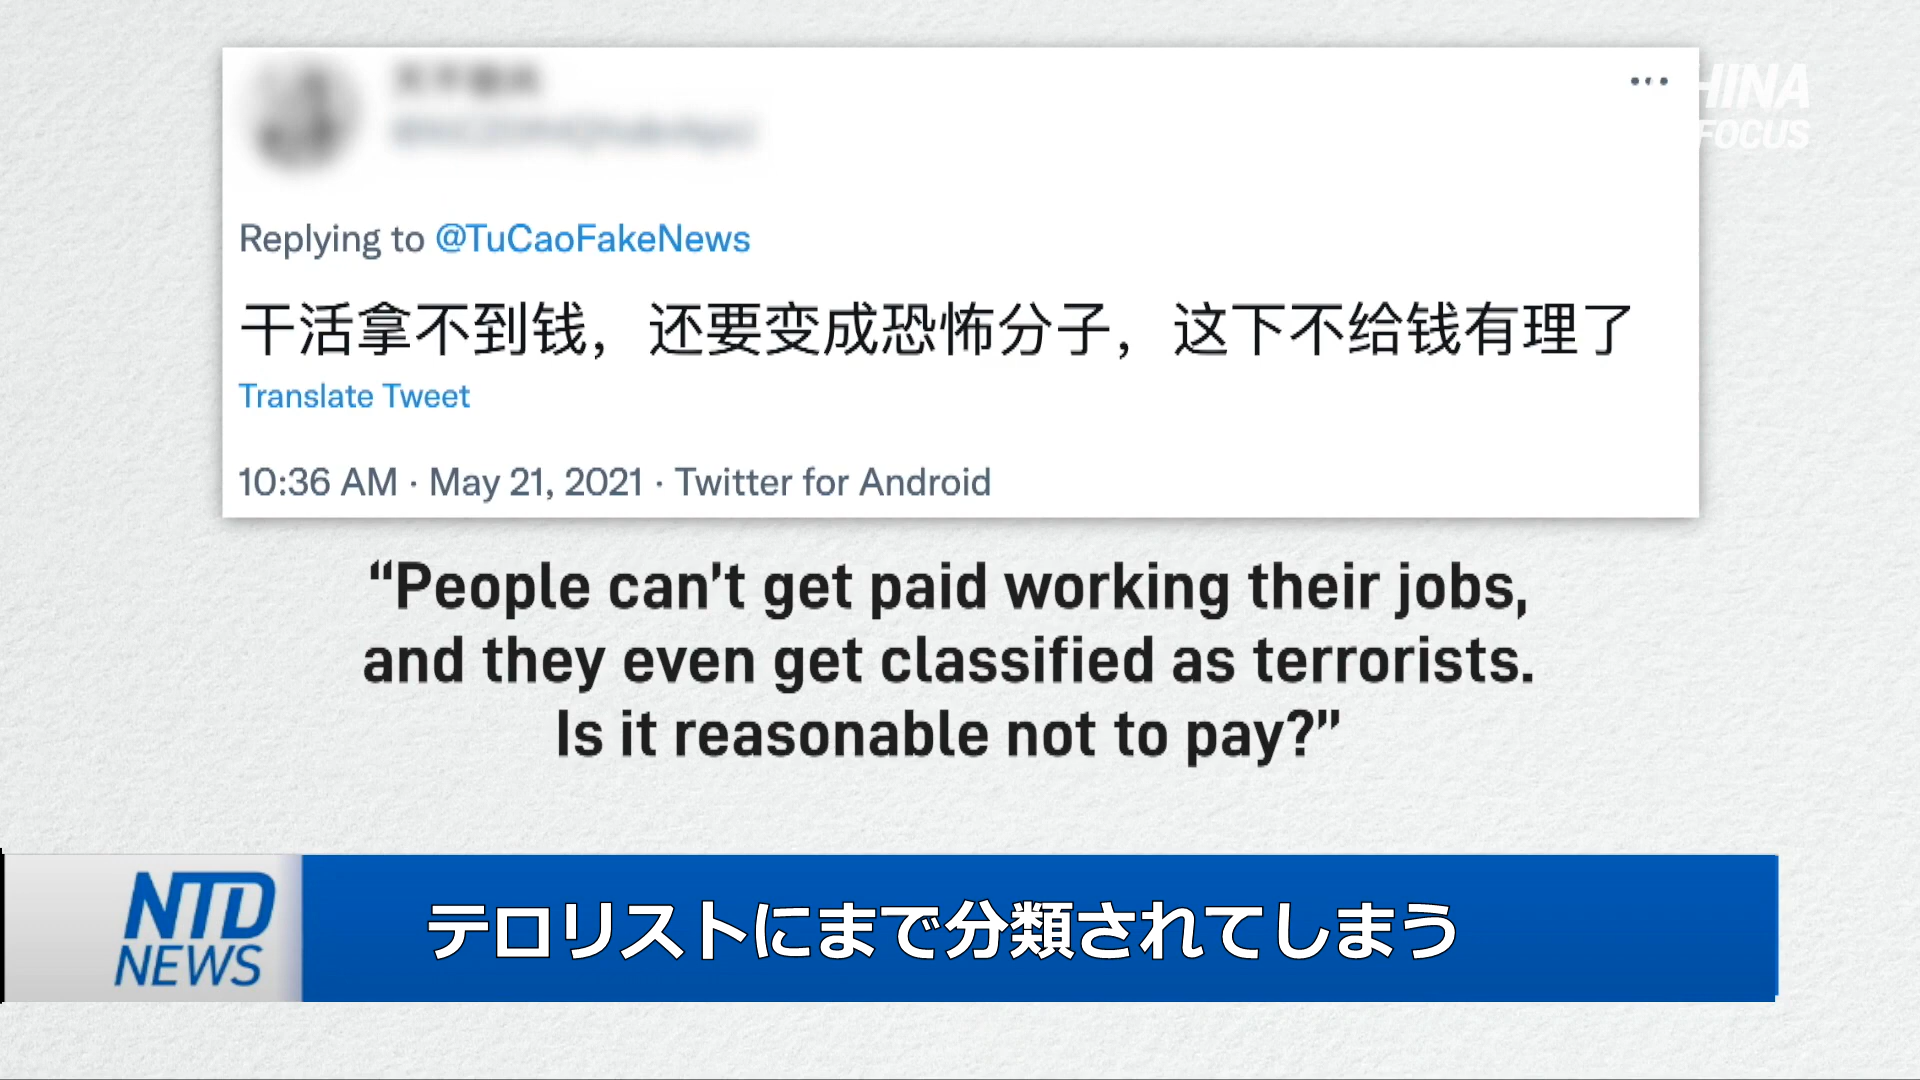 HINA
FOCUS
Replying to @TuCaoFakeNews
干活拿不到钱，还要变成恐怖分子，这下不给钱有理了
Translate Tweet
10:36 AM · May 21, 2021 · Twitter for Android
“People can't get paid working their jobs,
and they even get classified as terrorists.
Is it reasonable not to pay?”
NTD
NEWS
テロリストにまで分類されてしまう